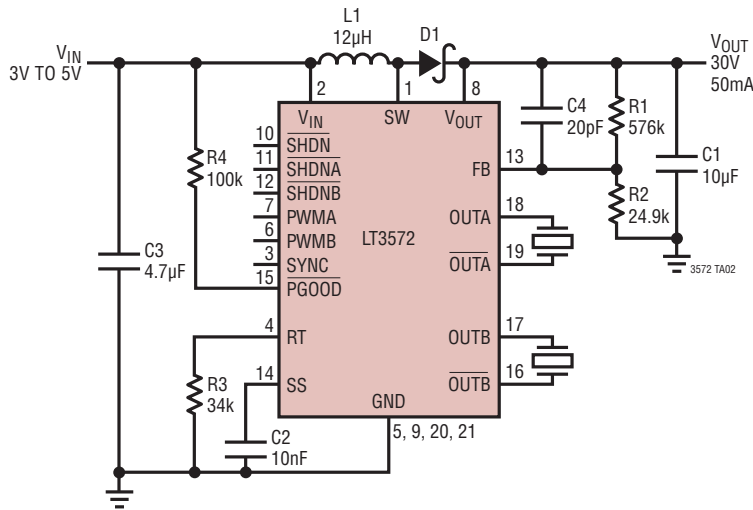 L1
12µH
D1
VIN
3V TO 5V
VOUT
30V
50mA
2
1
8
VIN
SW
VOUT
C4
20pF
R1
576k
10
SHDN
11
SHDNA
12
SHDNB
7
PWMA
6
PWMB
3
SYNC
15
PGOOD
4
RT
14
SS
R4
100k
C3
4.7µF
R3
34k
C2
10nF
LT3572
GND
5, 9, 20, 21
FB
13
OUTA
18
OUTA
19
OUTB
17
OUTB
16
R2
24.9k
C1
10µF
3572 TA02